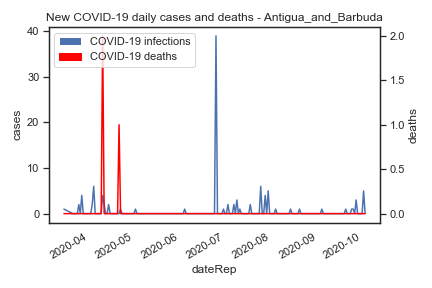 New COVID-19 daily cases and deaths - Antigua_and_Barbuda
COVID-19 infections
COVID-19 deaths
40
30
20
10
0
cases
2.0
1.5
1.0
0.5
0.0
deaths
2020-04
2020-05
2020-06
2020-07
2020-08
2020-09
2020-10
dateRep